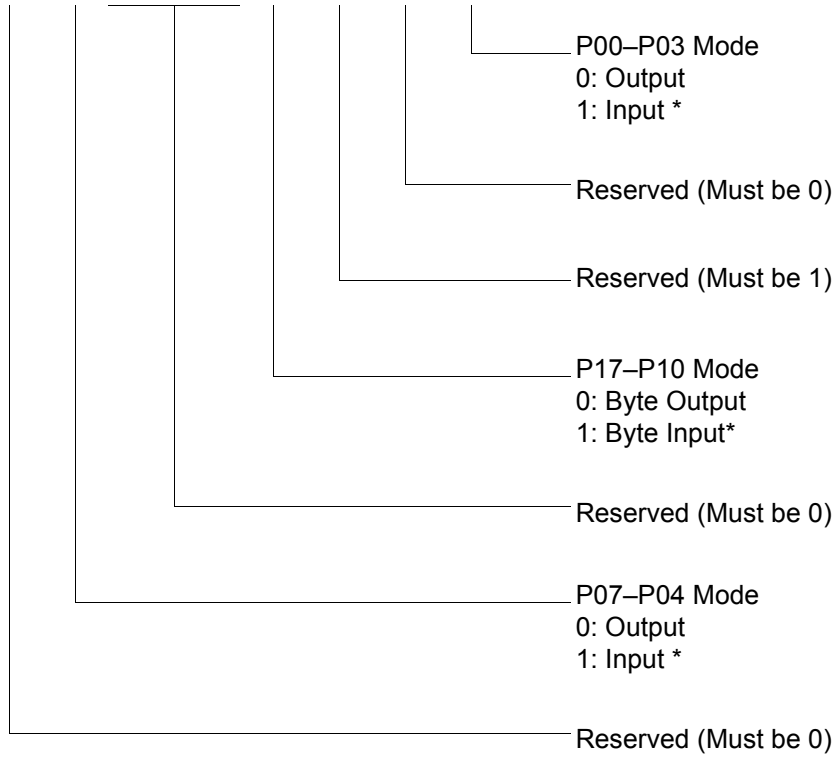 P00–P03 Mode
0: Output
1: Input *
Reserved (Must be 0)
Reserved (Must be 1)
P17–P10 Mode
0: Byte Output
1: Byte Input*
Reserved (Must be 0)
P07–P04 Mode
0: Output
1: Input *
Reserved (Must be 0)